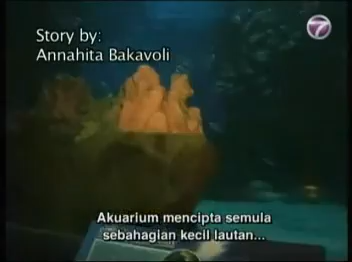 Story by:
Annahita Bakavoli
7
Akuarium mencipta semula
sebahagian kecil lautan...